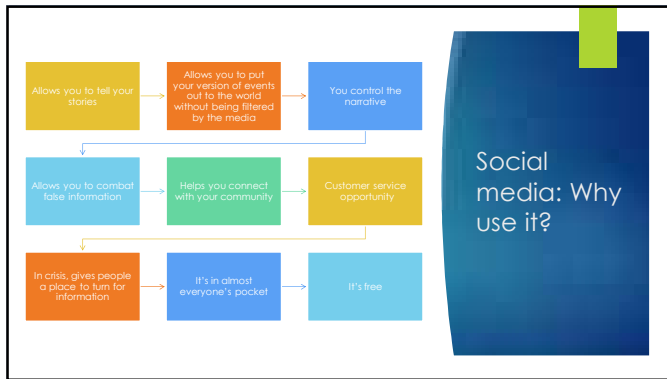 Allows you to tell your
stories
Allows you to put
your version of events
out to the world
without being filtered
by the media
You control the
narrative
Allows you to combat
false information
Helps you connect
with your community
Customer service
opportunity
In crisis, gives people
a place to turn for
information
It's in almost
everyone's pocket
It's free
Social
media: Why
use it?